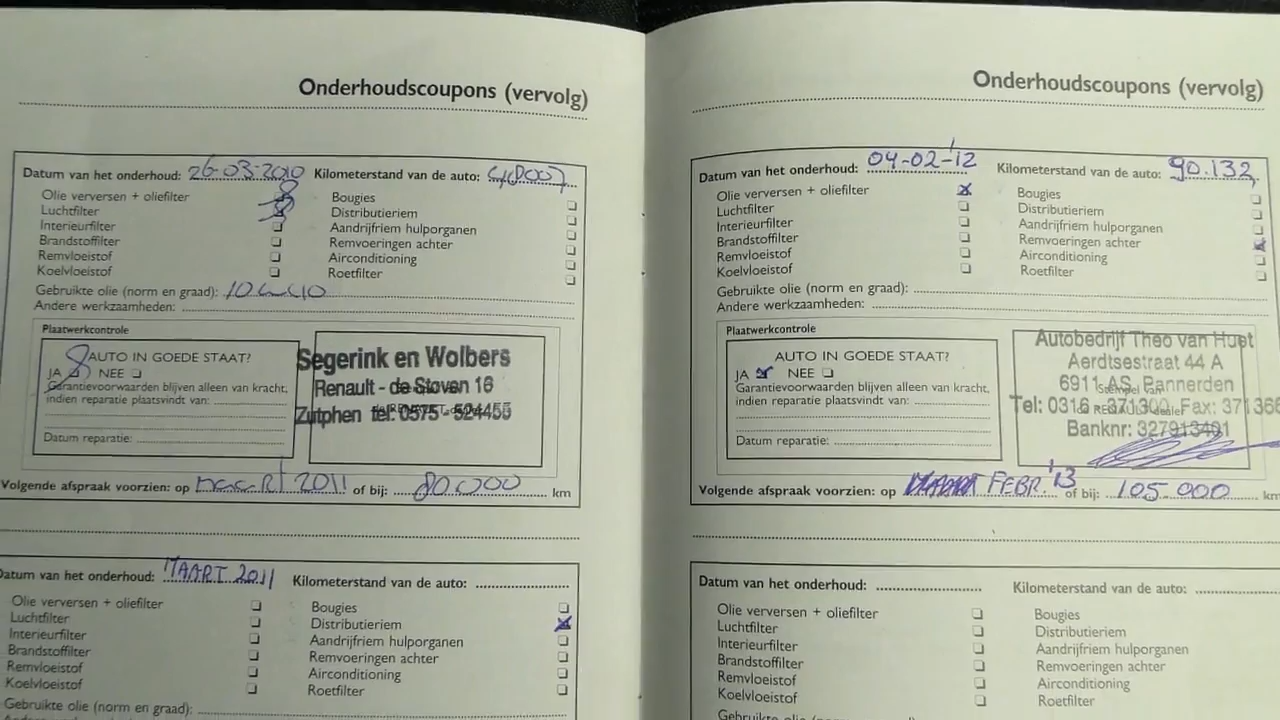 Onderhoudscoupons (vervolg)
Datum van het onderhoud: 26-03-2010 Kilometerstand van de auto:
Olie verversen + oliefilter
Bougies
Luchtfilter
Distributieriem
Interieurfilter
Aandrijfriem hulporganen
Brandstoffilter
Remvoeringen achter
Remvloeistof
Airconditioning
Koelvloeistof
Roetfilter
Gebruikte olie (norm en graad): 10W40
Andere werkzaamheden:
Plaatwerkcontrole
AUTO IN GOEDE STAAT?
JA NEE
Garantievoorwaarden blijven alleen van kracht,
indien reparatie plaatsvindt van:
Datum reparatie:
Segerink en Wolbers
Renault - de Stoven 16
Zutphen tel: 0575 - 524455
Volgende afspraak voorzien: op maart 2011 of bij: 80.000 km
Datum van het onderhoud: MAART 2011 Kilometerstand van de auto:
Olie verversen + oliefilter
Bougies
Luchtfilter
Distributieriem
Interieurfilter
Aandrijfriem hulporganen
Brandstoffilter
Remvoeringen achter
Remvloeistof
Airconditioning
Koelvloeistof
Roetfilter
Gebruikte olie (norm en graad):
Onderhoudscoupons (vervolg)
Datum van het onderhoud: 04-02-'12 Kilometerstand van de auto: 90.132
Olie verversen + oliefilter
Bougies
Luchtfilter
Distributieriem
Interieurfilter
Aandrijfriem hulporganen
Brandstoffilter
Remvoeringen achter
Remvloeistof
Airconditioning
Koelvloeistof
Roetfilter
Gebruikte olie (norm en graad):
Andere werkzaamheden:
Plaatwerkcontrole
AUTO IN GOEDE STAAT?
JA NEE
Garantievoorwaarden blijven alleen van kracht,
indien reparatie plaatsvindt van:
Datum reparatie:
Autobedrijf Theo van Huet
Aerdtsestraat 44 A
6911 AS Pannerden
Stempel van
Tel: 0316 - 371300 Fax: 371366
RENAULT-dealer
Banknr: 327913491
Volgende afspraak voorzien: op FEBR. '13 of bij: 105.000 km
Datum van het onderhoud: Kilometerstand van de auto:
Olie verversen + oliefilter
Bougies
Luchtfilter
Distributieriem
Interieurfilter
Aandrijfriem hulporganen
Brandstoffilter
Remvoeringen achter
Remvloeistof
Airconditioning
Koelvloeistof
Roetfilter
Gebruikte olie (norm en graad):